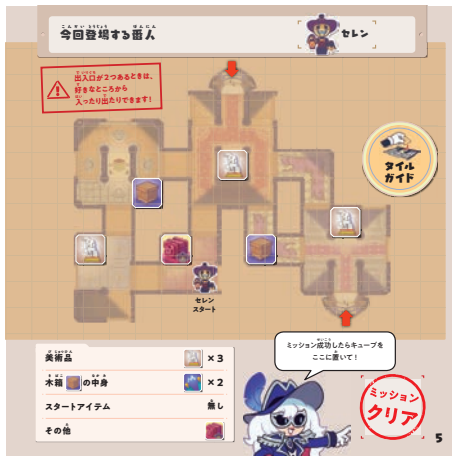 今回登場する番人
セレン
出入口が2つあるときは、
好きなところから
入ったり出たりできます!
タイル
ガイド
セレン
スタート
ミッション成功したらキューブを
ここに置いて!
美術品 ×3
木箱 の中身 ×2
スタートアイテム 無し
その他
ミッション
クリア
5